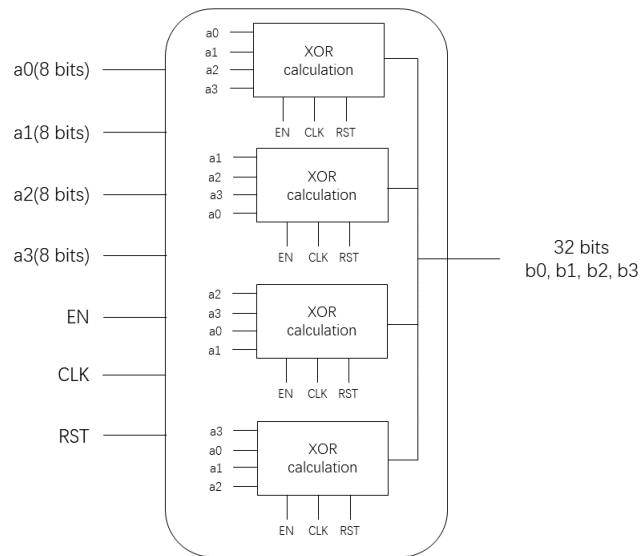 a0(8 bits)
a1(8 bits)
a2(8 bits)
a3(8 bits)
EN
CLK
RST
a0
a1
a2
a3
XOR
calculation
EN CLK RST
a1
a2
a3
a0
XOR
calculation
EN CLK RST
a2
a3
a0
a1
XOR
calculation
EN CLK RST
a3
a0
a1
a2
XOR
calculation
EN CLK RST
32 bits
b0, b1, b2, b3